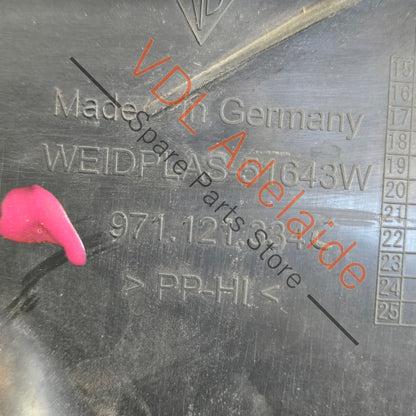 Made in Germany
WEIDPLAS-61643W
971.121.
> PP-HI <
VDL Adelaide
Spare Parts Store
15
16
17
18
19
20
21
22
23
24
25